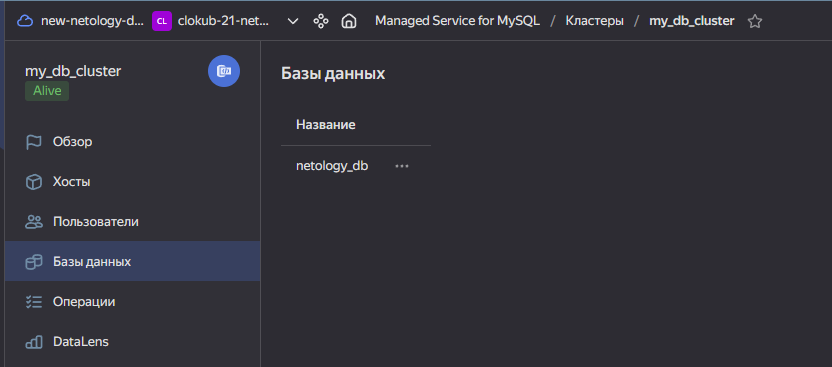 new-netology-d... CL clokub-21-net... Managed Service for MySQL / Кластеры / my_db_cluster
my_db_cluster
Alive
Обзор
Хосты
Пользователи
Базы данных
Операции
DataLens
Базы данных
Название
netology_db